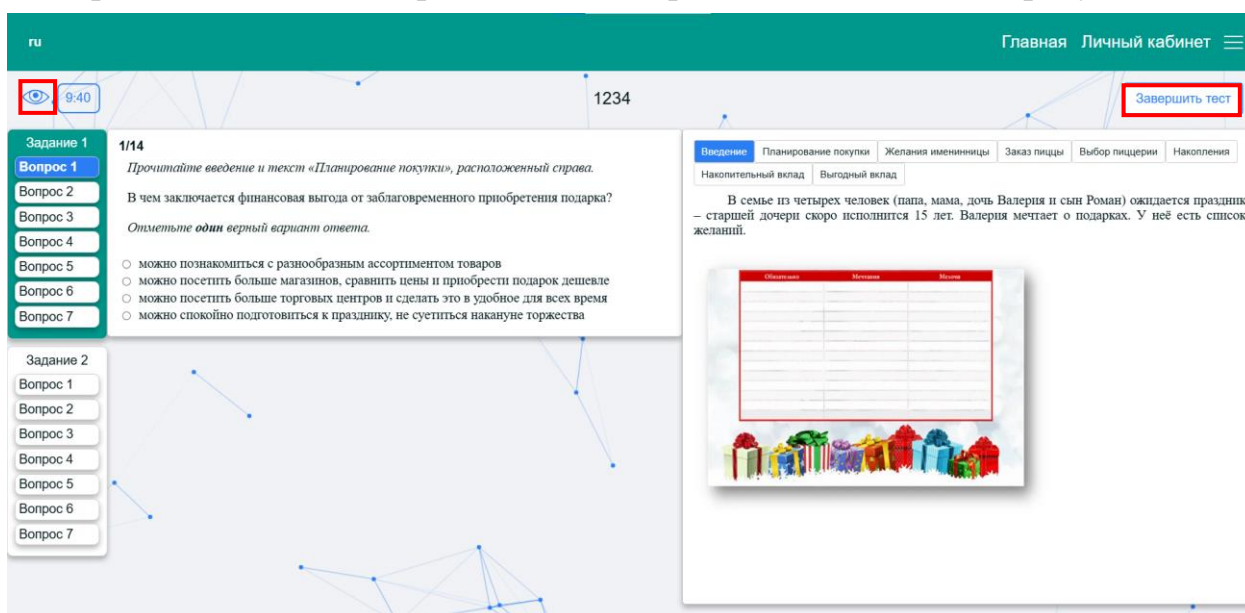 ru
Главная Личный кабинет
9:40
1234
Завершить тест
Задание 1
Вопрос 1
Вопрос 2
Вопрос 3
Вопрос 4
Вопрос 5
Вопрос 6
Вопрос 7
Задание 2
Вопрос 1
Вопрос 2
Вопрос 3
Вопрос 4
Вопрос 5
Вопрос 6
Вопрос 7
1/14
Прочитайте введение и текст «Планирование покупки», расположенный справа.
В чем заключается финансовая выгода от заблаговременного приобретения подарка?
Отметьте один верный вариант ответа.
можно познакомиться с разнообразным ассортиментом товаров
можно посетить больше магазинов, сравнить цены и приобрести подарок дешевле
можно посетить больше торговых центров и сделать это в удобное для всех время
можно спокойно подготовиться к празднику, не суетиться накануне торжества
Введение Планирование покупки Желания именинницы Заказ пиццы Выбор пиццерии Накопления
Накопительный вклад Выгодный вклад
В семье из четырех человек (папа, мама, дочь Валерия и сын Роман) ожидается праздник
– старшей дочери скоро исполнится 15 лет. Валерия мечтает о подарках. У неё есть список
желаний.
Обязательно Мечтания Мелочи